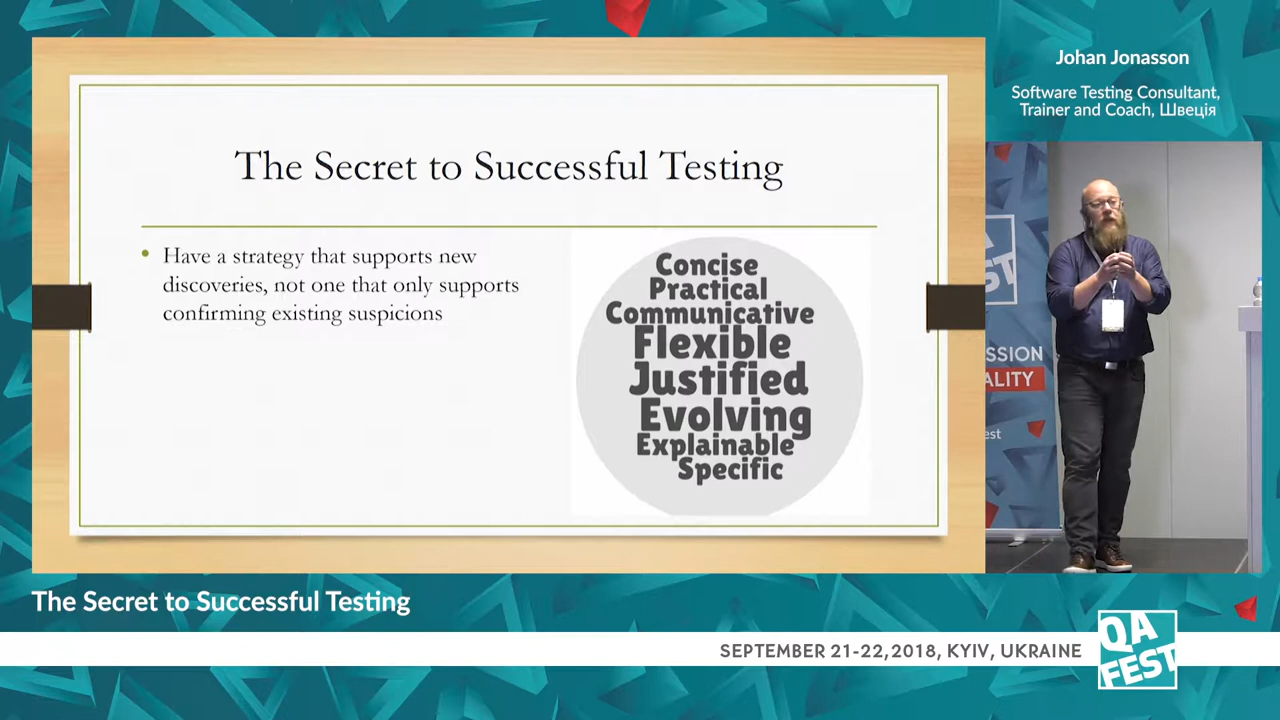 Johan Jonasson
Software Testing Consultant,
Trainer and Coach, Швеція
The Secret to Successful Testing
• Have a strategy that supports new
discoveries, not one that only supports
confirming existing suspicions
Concise
Practical
Communicative
Flexible
Justified
Evolving
Explainable
Specific
SSION
ALITY
est
The Secret to Successful Testing
SEPTEMBER 21-22,2018, KYIV, UKRAINE
QA
FEST